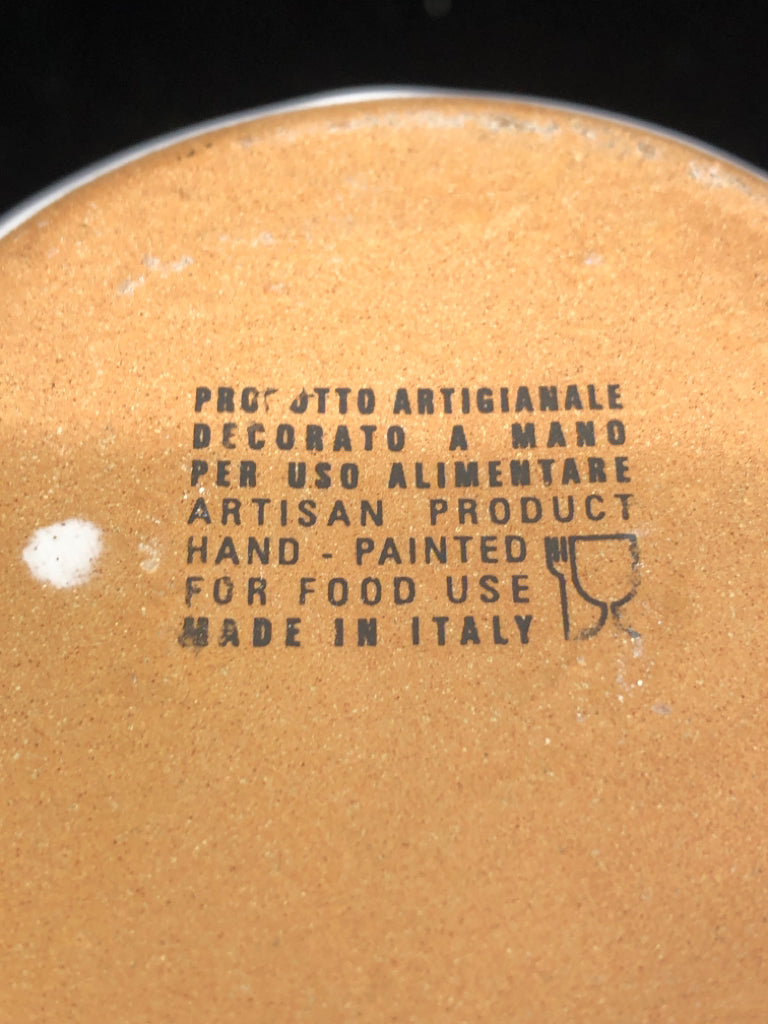 PRODOTTO ARTIGIANALE
DECORATO A MANO
PER USO ALIMENTARE
ARTISAN PRODUCT
HAND - PAINTED
FOR FOOD USE
MADE IN ITALY